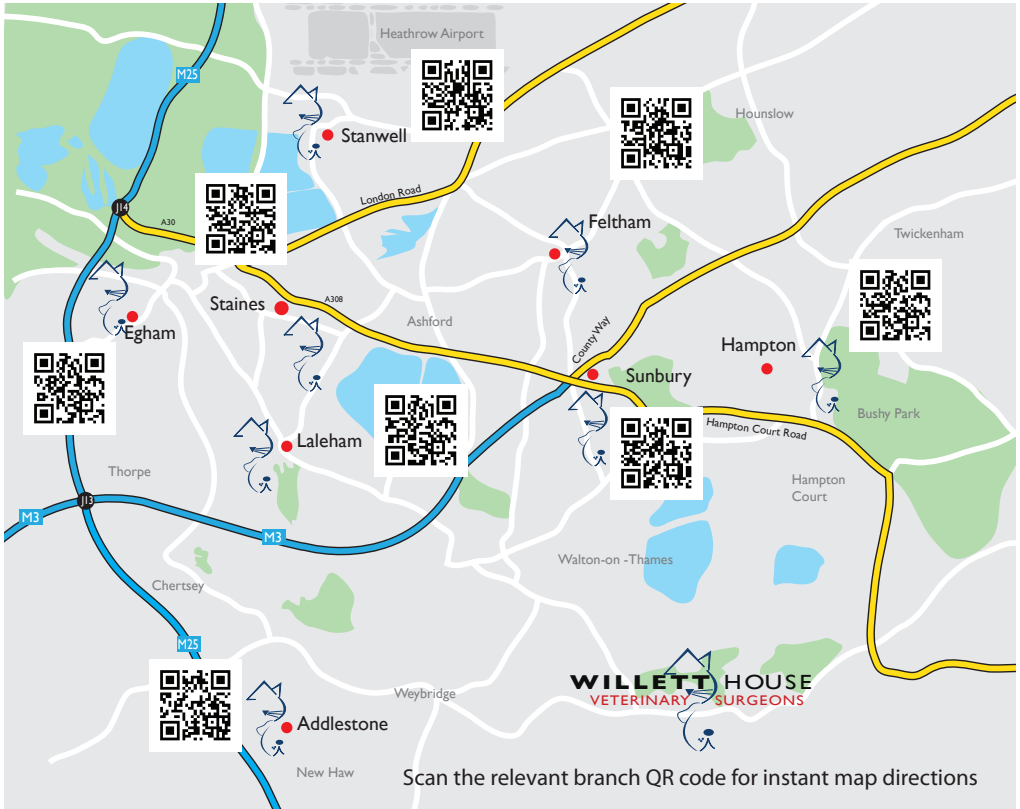 Heathrow Airport
M25
Hounslow
Stanwell
London Road
J14
A30
Feltham
Twickenham
Staines
A308
Ashford
Egham
County Way
Hampton
Sunbury
Bushy Park
Hampton Court Road
Laleham
Thorpe
Hampton
Court
J13
M3
M3
Walton-on -Thames
Chertsey
M25
WILLETT HOUSE
VETERINARY SURGEONS
Weybridge
Addlestone
New Haw
Scan the relevant branch QR code for instant map directions